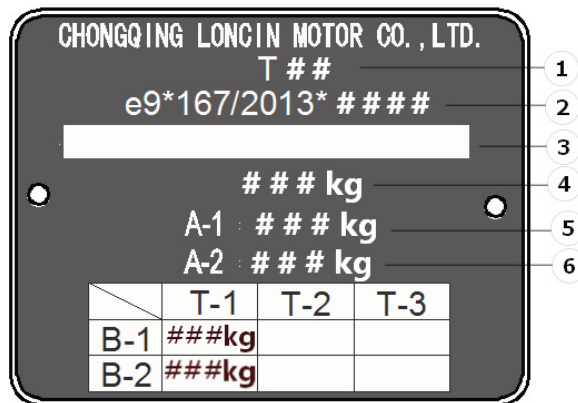 CHONGQING LONCIN MOTOR CO.,LTD.
T ## 1
e9*167/2013*#### 2
3
###kg 4
A-1 : ###kg 5
A-2 : ###kg 6
T-1 T-2 T-3
B-1 ###kg
B-2 ###kg